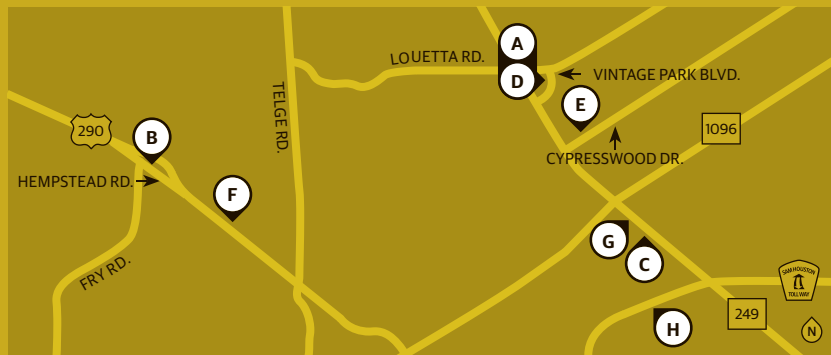 A
LOUETTA RD.
D
VINTAGE PARK BLVD.
TELGE RD.
E
290
B
1096
CYPRESSWOOD DR.
HEMPSTEAD RD.
F
G
C
FRY RD.
SAM HOUSTON
TOLLWAY
249
H
N